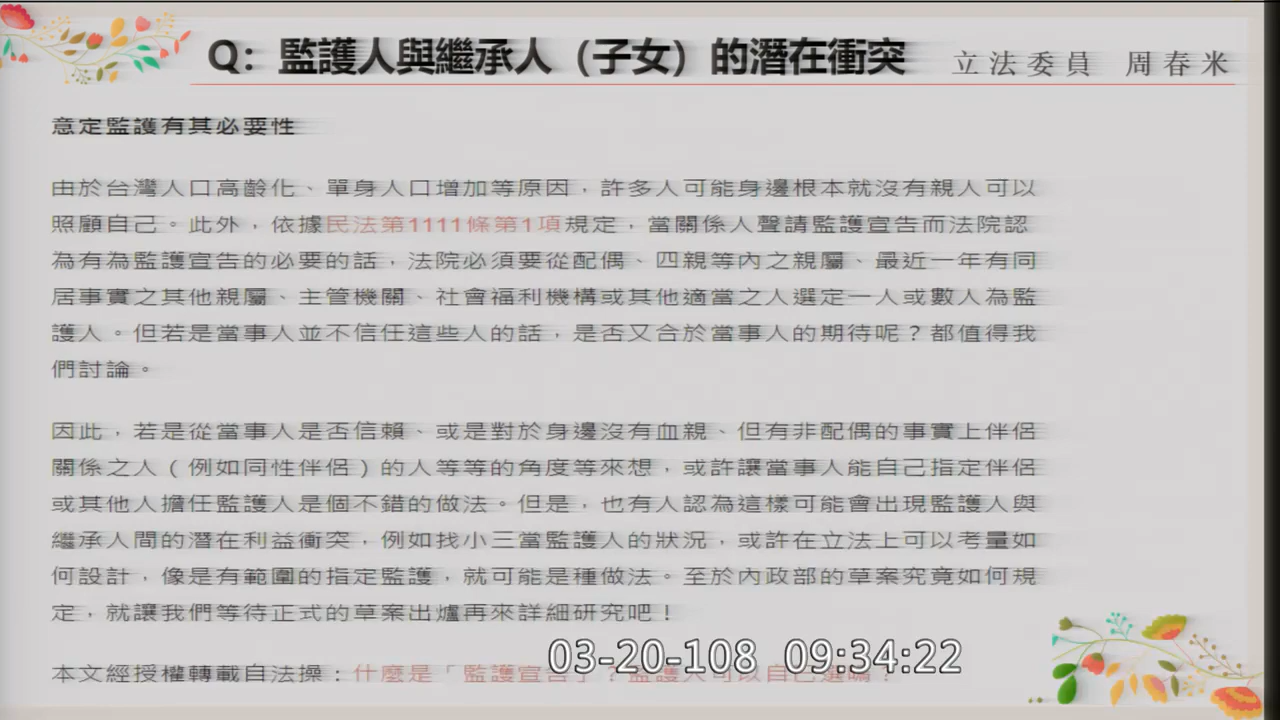 Q：監護人與繼承人（子女）的潛在衝突
立法委員 周春米
意定監護有其必要性
由於台灣人口高齡化、單身人口增加等原因，許多人可能身邊根本就沒有親人可以
照顧自己。此外，依據民法第1111條第1項規定，當關係人聲請監護宣告而法院認
為有為監護宣告的必要的話，法院必須要從配偶、四親等內之親屬、最近一年有同
居事實之其他親屬、主管機關、社會福利機構或其他適當之人選定一人或數人為監
護人。但若是當事人並不信任這些人的話，是否又合於當事人的期待呢？都值得我
們討論。
因此，若是從當事人是否信賴、或是對於身邊沒有血親、但有非配偶的事實上伴侶
關係之人（例如同性伴侶）的人等等的角度等來想，或許讓當事人能自己指定伴侶
或其他人擔任監護人是個不錯的做法。但是，也有人認為這樣可能會出現監護人與
繼承人間的潛在利益衝突，例如找小三當監護人的狀況，或許在立法上可以考量如
何設計，像是有範圍的指定監護，就可能是種做法。至於內政部的草案究竟如何規
定，就讓我們等待正式的草案出爐再來詳細研究吧！
本文經授權轉載自法操：什麼是「監護宣告」？監護人可以自己選嗎？
03-20-108 09:34:22